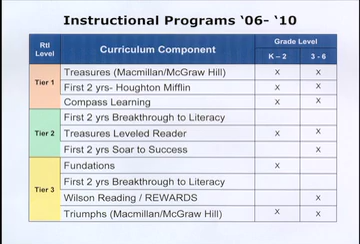 Instructional Programs ‘06- ‘10
RtI Level Curriculum Component Grade Level
K – 2 3 - 6
Tier 1 Treasures (Macmillan/McGraw Hill) X X
First 2 yrs- Houghton Mifflin X X
Compass Learning X X
Tier 2 First 2 yrs Breakthrough to Literacy
Treasures Leveled Reader X X
First 2 yrs Soar to Success X
Tier 3 Fundations X
First 2 yrs Breakthrough to Literacy
Wilson Reading / REWARDS X
Triumphs (Macmillan/McGraw Hill) X X